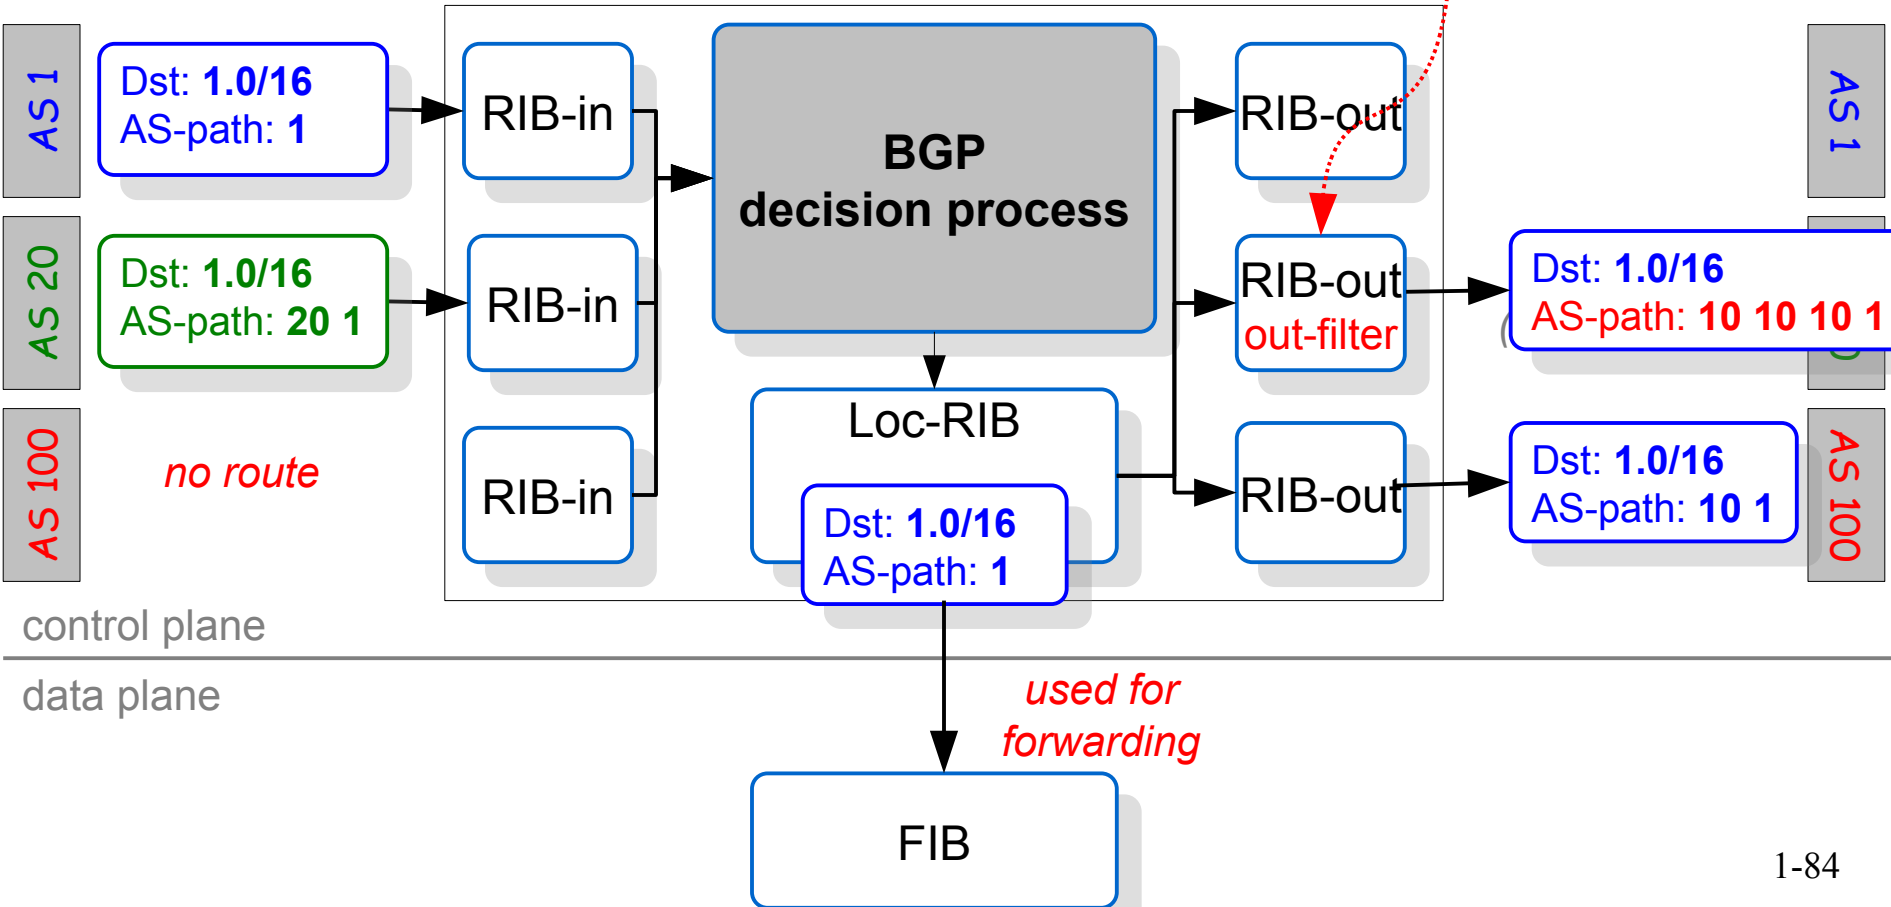 AS 1
Dst: 1.0/16
AS-path: 1
RIB-in
BGP
decision process
RIB-out
AS 1
AS 20
Dst: 1.0/16
AS-path: 20 1
RIB-in
RIB-out
out-filter
Dst: 1.0/16
AS-path: 10 10 10 1
AS 100
no route
RIB-in
Loc-RIB
Dst: 1.0/16
AS-path: 1
RIB-out
Dst: 1.0/16
AS-path: 10 1
AS 100
control plane
data plane
used for
forwarding
FIB
1-84